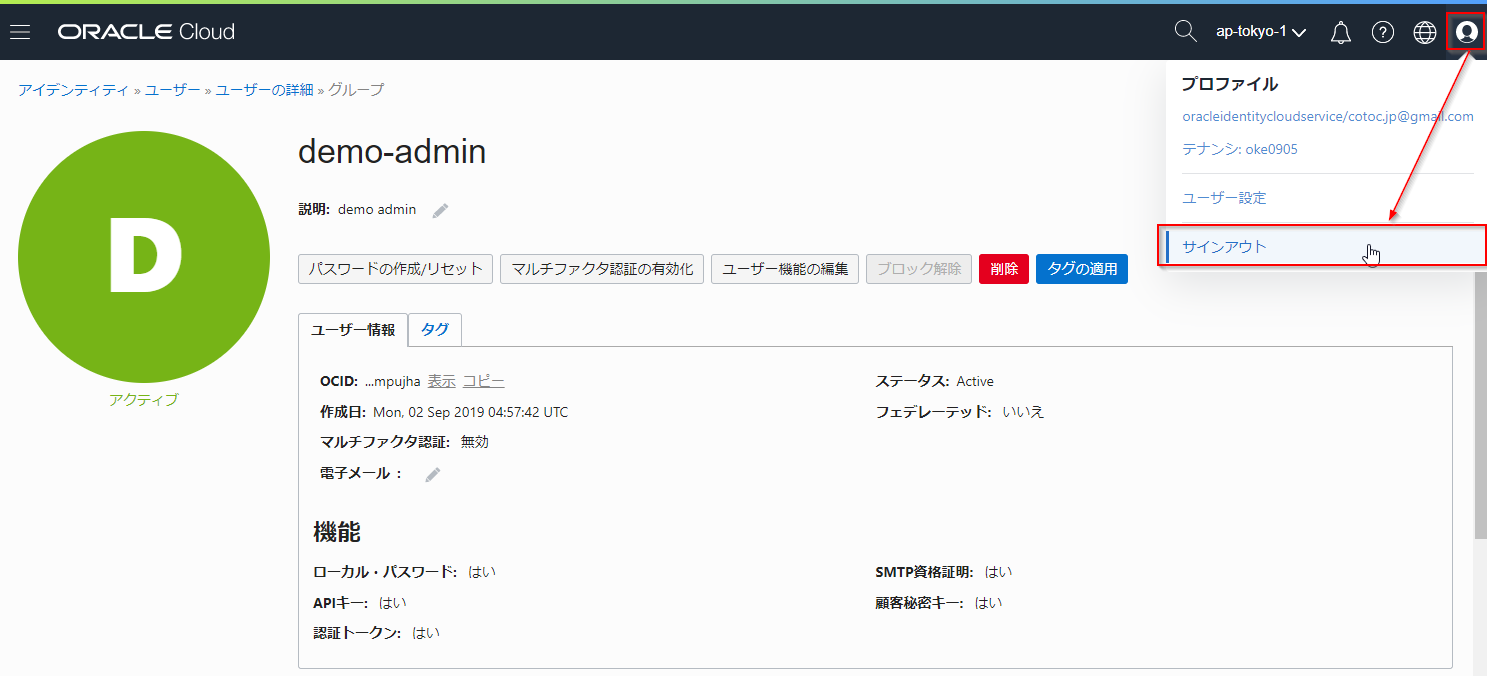 ORACLE Cloud
ap-tokyo-1
アイデンティティ » ユーザー » ユーザーの詳細 » グループ
プロファイル
oracleidentitycloudservice/cotoc.jp@gmail.com
テナンシ: oke0905
ユーザー設定
サインアウト
D
アクティブ
demo-admin
説明: demo admin
パスワードの作成/リセット マルチファクタ認証の有効化 ユーザー機能の編集 ブロック解除 削除 タグの適用
ユーザー情報 タグ
OCID: ...mpujha 表示 コピー
ステータス: Active
作成日: Mon, 02 Sep 2019 04:57:42 UTC
フェデレーテッド: いいえ
マルチファクタ認証: 無効
電子メール :
機能
ローカル・パスワード: はい
SMTP資格証明: はい
APIキー: はい
顧客秘密キー: はい
認証トークン: はい